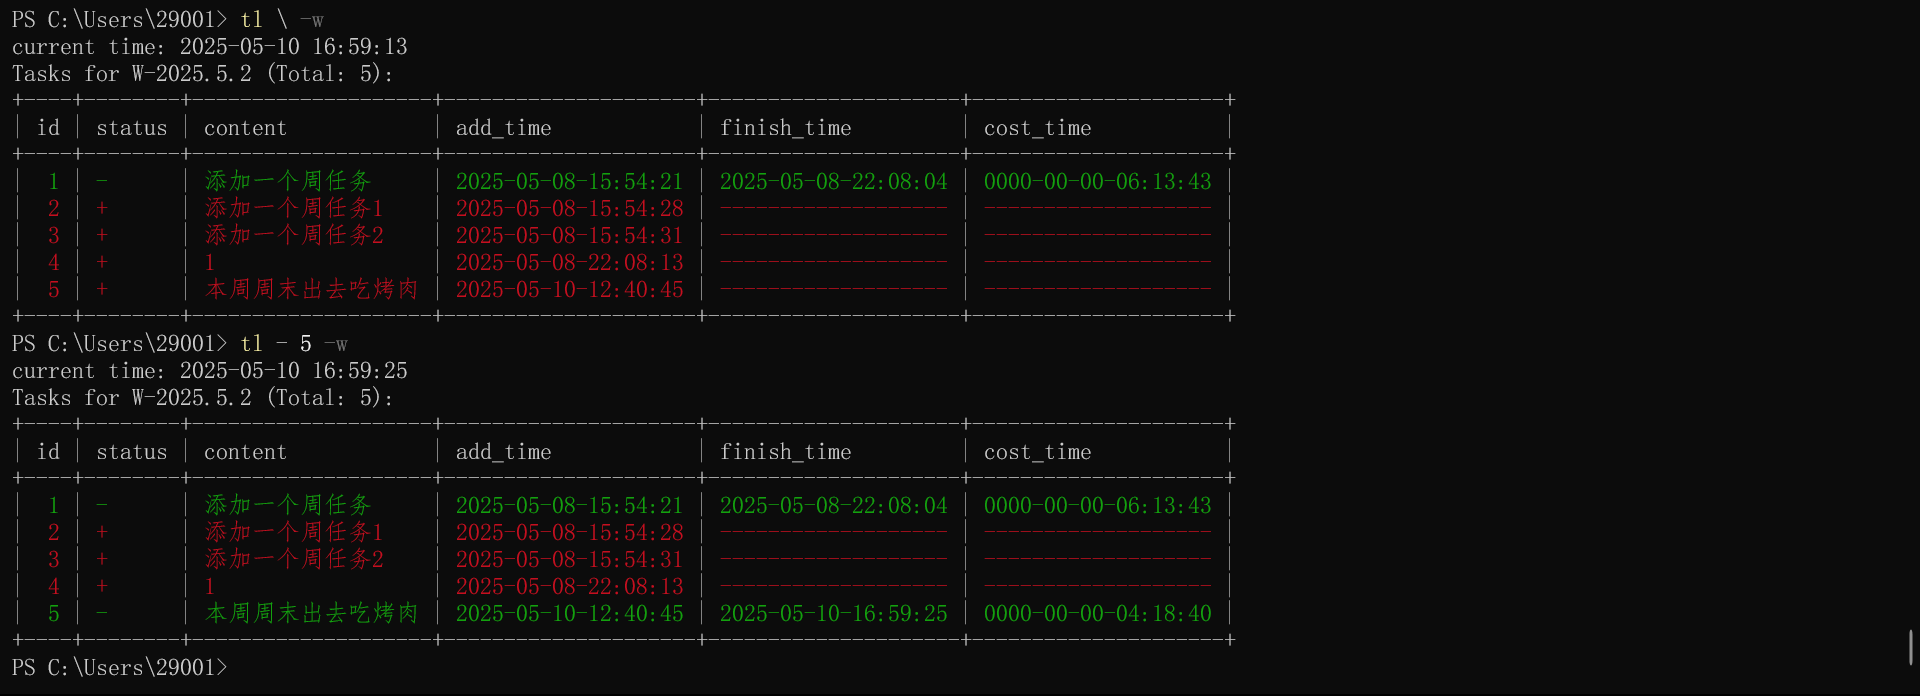 PS C:\Users\29001> tl \ -w
current time: 2025-05-10 16:59:13
Tasks for W-2025.5.2 (Total: 5):
+----+--------+--------------------+---------------------+---------------------+---------------------+
| id | status | content            | add_time            | finish_time         | cost_time           |
+----+--------+--------------------+---------------------+---------------------+---------------------+
|  1 | -      | 添加一个周任务     | 2025-05-08-15:54:21 | 2025-05-08-22:08:04 | 0000-00-00-06:13:43 |
|  2 | +      | 添加一个周任务1    | 2025-05-08-15:54:28 | ------------------- | ------------------- |
|  3 | +      | 添加一个周任务2    | 2025-05-08-15:54:31 | ------------------- | ------------------- |
|  4 | +      | 1                  | 2025-05-08-22:08:13 | ------------------- | ------------------- |
|  5 | +      | 本周周末出去吃烤肉 | 2025-05-10-12:40:45 | ------------------- | ------------------- |
+----+--------+--------------------+---------------------+---------------------+---------------------+
PS C:\Users\29001> tl - 5 -w
current time: 2025-05-10 16:59:25
Tasks for W-2025.5.2 (Total: 5):
+----+--------+--------------------+---------------------+---------------------+---------------------+
| id | status | content            | add_time            | finish_time         | cost_time           |
+----+--------+--------------------+---------------------+---------------------+---------------------+
|  1 | -      | 添加一个周任务     | 2025-05-08-15:54:21 | 2025-05-08-22:08:04 | 0000-00-00-06:13:43 |
|  2 | +      | 添加一个周任务1    | 2025-05-08-15:54:28 | ------------------- | ------------------- |
|  3 | +      | 添加一个周任务2    | 2025-05-08-15:54:31 | ------------------- | ------------------- |
|  4 | +      | 1                  | 2025-05-08-22:08:13 | ------------------- | ------------------- |
|  5 | -      | 本周周末出去吃烤肉 | 2025-05-10-12:40:45 | 2025-05-10-16:59:25 | 0000-00-00-04:18:40 |
+----+--------+--------------------+---------------------+---------------------+---------------------+
PS C:\Users\29001>